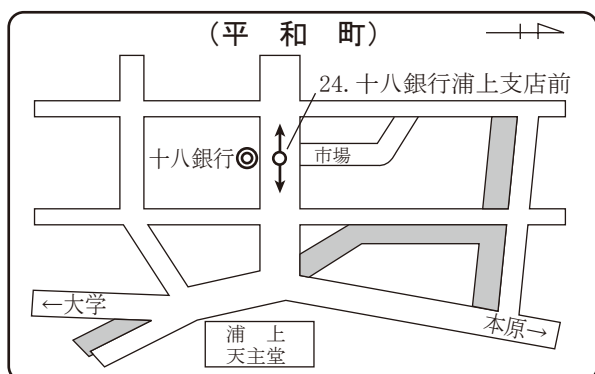 (平 和 町)
24.十八銀行浦上支店前
十八銀行
市場
←大学
本原→
浦 上
天主堂